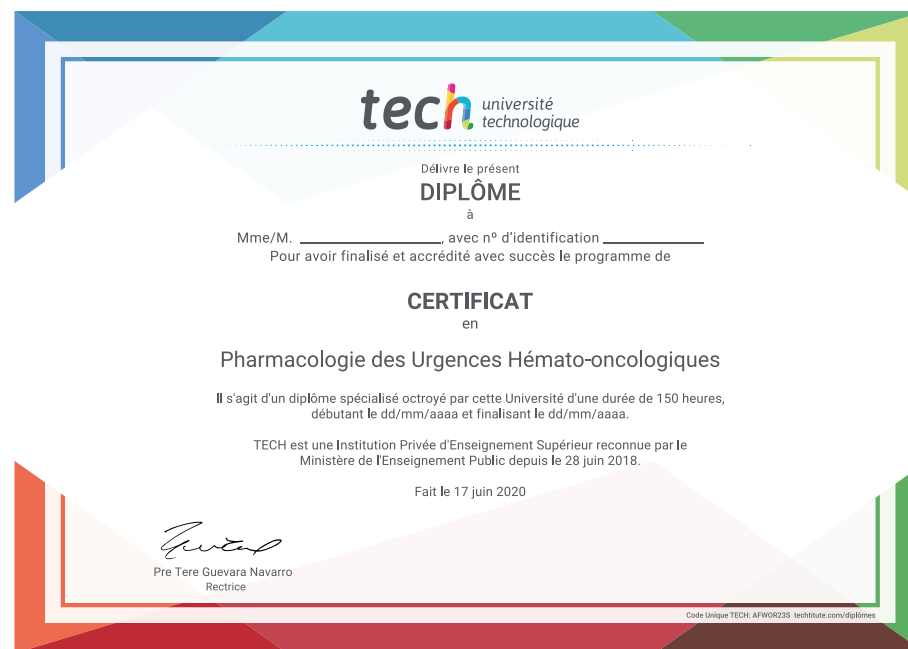 tech université
technologique
Délivre le présent
DIPLÔME
à
Mme/M. ____________________, avec nº d'identification ______________
Pour avoir finalisé et accrédité avec succès le programme de
CERTIFICAT
en
Pharmacologie des Urgences Hémato-oncologiques
Il s'agit d'un diplôme spécialisé octroyé par cette Université d'une durée de 150 heures,
débutant le dd/mm/aaaa et finalisant le dd/mm/aaaa.
TECH est une Institution Privée d'Enseignement Supérieur reconnue par le
Ministère de l'Enseignement Public depuis le 28 juin 2018.
Fait le 17 juin 2020
Pre Tere Guevara Navarro
Rectrice
Code Unique TECH: AFWOR23S techtitute.com/diplômes